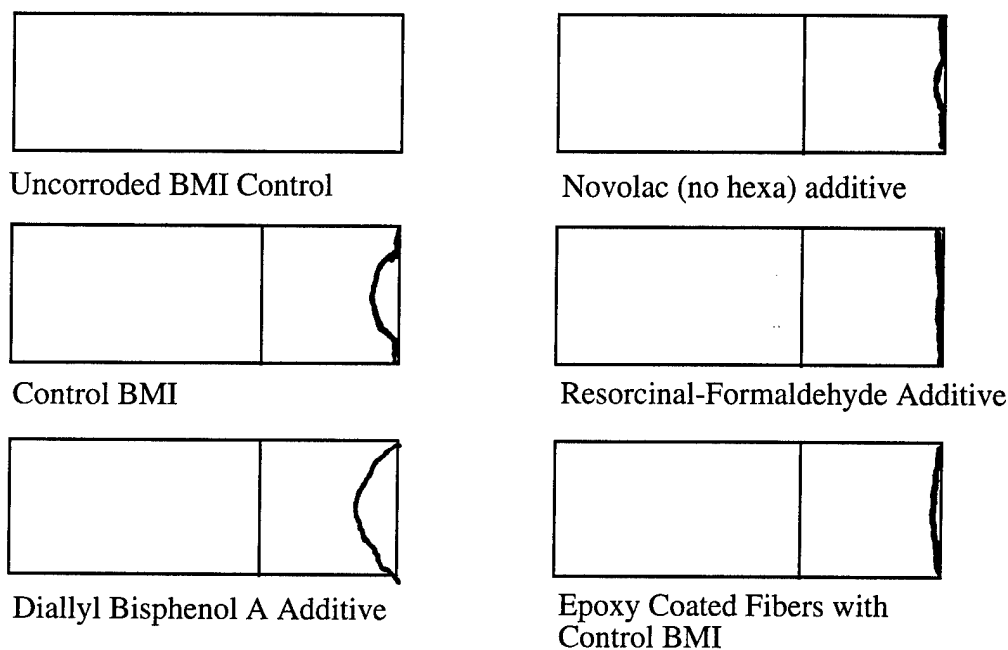 Uncorroded BMI Control
Novolac (no hexa) additive
Control BMI
Resorcinal-Formaldehyde Additive
Diallyl Bisphenol A Additive
Epoxy Coated Fibers with
Control BMI